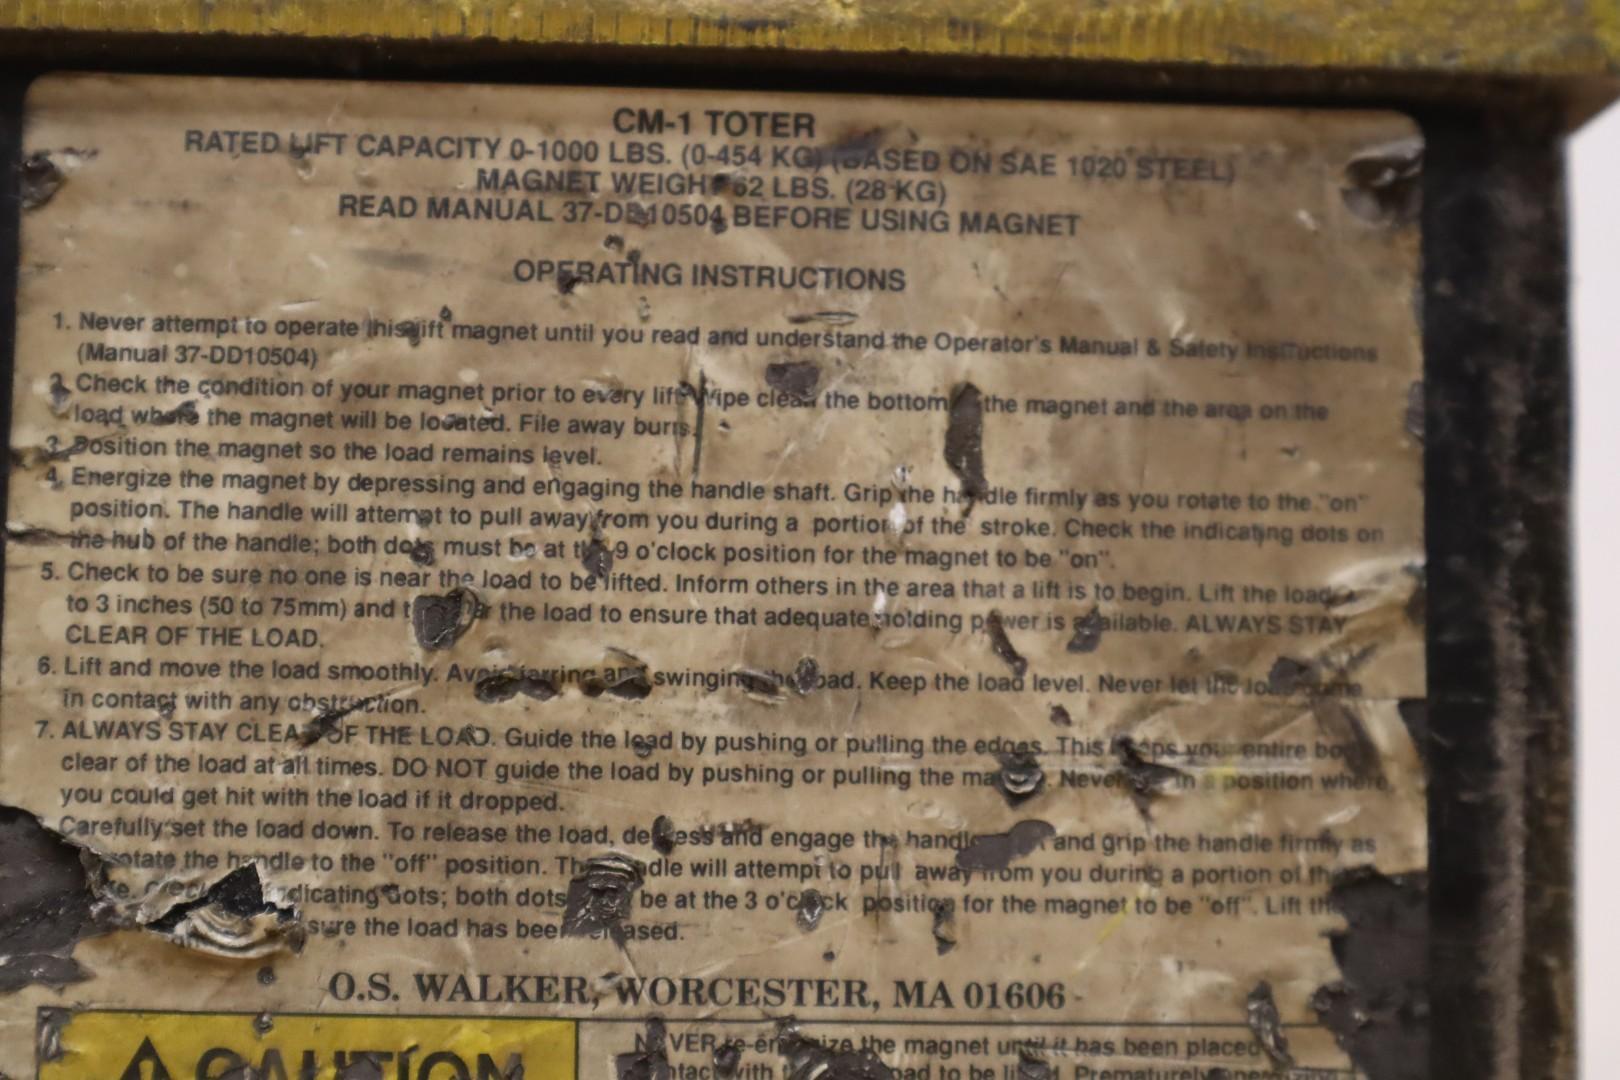 CM-1 TOTER
RATED LIFT CAPACITY 0-1000 LBS. (0-454 KG) (BASED ON SAE 1020 STEEL)
MAGNET WEIGHT 62 LBS. (28 KG)
READ MANUAL 37-DD10504 BEFORE USING MAGNET
OPERATING INSTRUCTIONS
1. Never attempt to operate this lift magnet until you read and understand the Operator's Manual & Safety Instructions
(Manual 37-DD10504)
2. Check the condition of your magnet prior to every lift. Wipe clean the bottom the magnet and the area on the
load where the magnet will be located. File away burrs.
3. Position the magnet so the load remains level.
4. Energize the magnet by depressing and engaging the handle shaft. Grip the handle firmly as you rotate to the "on"
position. The handle will attempt to pull away from you during a portion of the stroke. Check the indicating dots on
the hub of the handle; both dots must be at the 9 o'clock position for the magnet to be "on".
5. Check to be sure no one is near the load to be lifted. Inform others in the area that a lift is to begin. Lift the load
to 3 inches (50 to 75mm) and the load to ensure that adequate holding power is available. ALWAYS STAY
CLEAR OF THE LOAD.
6. Lift and move the load smoothly. Avoid jarring and swinging the load. Keep the load level. Never let the load come
in contact with any obstruction.
7. ALWAYS STAY CLEAR OF THE LOAD. Guide the load by pushing or pulling the edges. This keeps your entire body
clear of the load at all times. DO NOT guide the load by pushing or pulling the Never in a position where
you could get hit with the load if it dropped.
Carefully set the load down. To release the load, depress and engage the handle and grip the handle firmly as
rotate the handle to the "off" position. The handle will attempt to pull away from you during a portion of the
indicating dots; both dots be at the 3 o'clock position for the magnet to be "off". Lift the
sure the load has been released.
O.S. WALKER, WORCESTER, MA 01606
CAUTION
NEVER re-energize the magnet until it has been placed
contact with load to be lifted. Prematurely energizing